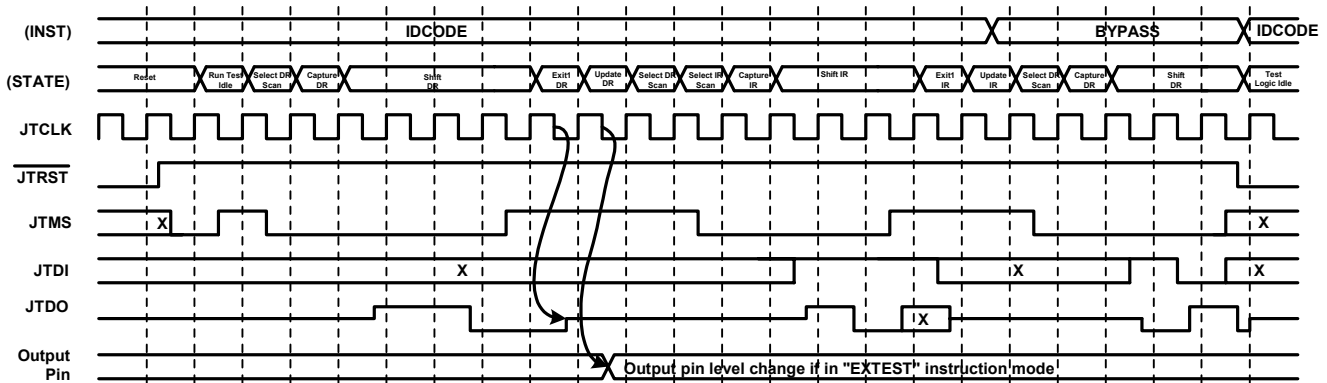 (INST) IDCODE BYPASS IDCODE
(STATE) Reset Run Test Idle Select DR Scan Capture DR Shift DR Exit1 DR Update DR Select DR Scan Select IR Scan Capture IR Shift IR Exit1 IR Update IR Select DR Scan Capture DR Shift DR Test Logic Idle
JTCLK
JTRST
JTMS X X
JTDI X X X
JTDO X
Output Pin Output pin level change if in "EXTEST" instruction mode